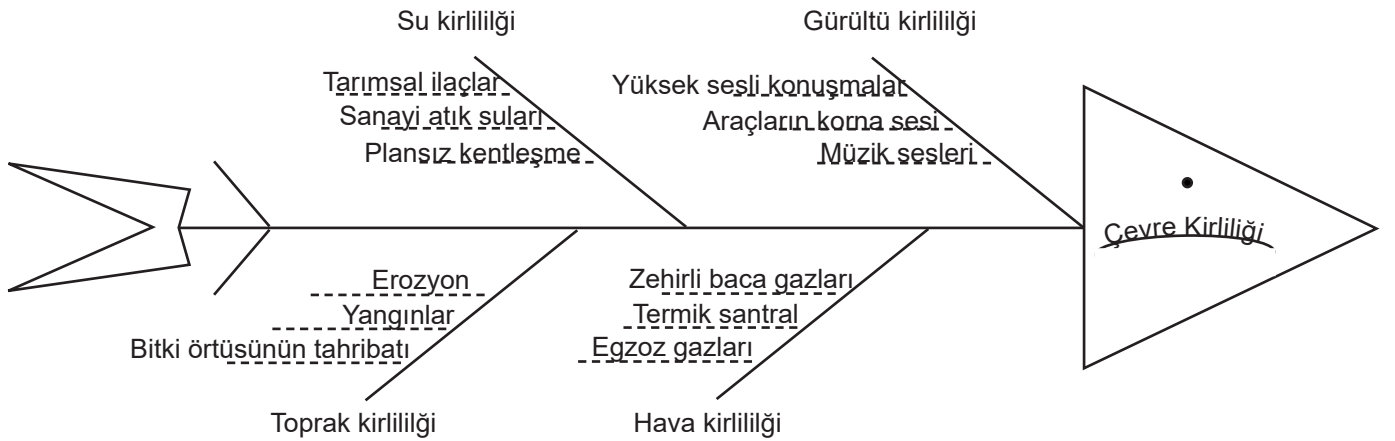 Su kirlililği
Gürültü kirlililği
Tarımsal ilaçlar
Sanayi atık suları
Plansız kentleşme
Yüksek sesli konuşmalar
Araçların korna sesi
Müzik sesleri
Çevre Kirliliği
Erozyon
Yangınlar
Bitki örtüsünün tahribatı
Zehirli baca gazları
Termik santral
Egzoz gazları
Toprak kirlililği
Hava kirlililği